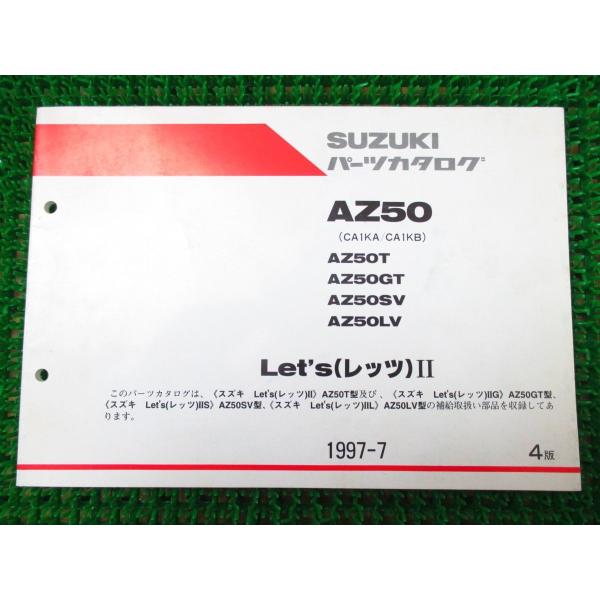 SUZUKI
パーツカタログ
AZ50
(CA1KA/CA1KB)
AZ50T
AZ50GT
AZ50SV
AZ50LV
Let's(レッツ)II
このパーツカタログは、〈スズキ Let's(レッツ)II〉AZ50T型及び、〈スズキ Let's(レッツ)IIG〉AZ50GT型、
〈スズキ Let's(レッツ)IIS〉AZ50SV型、〈スズキ Let's(レッツ)IIL〉AZ50LV型の補給取扱い部品を収録してあ
ります。
1997-7
4版